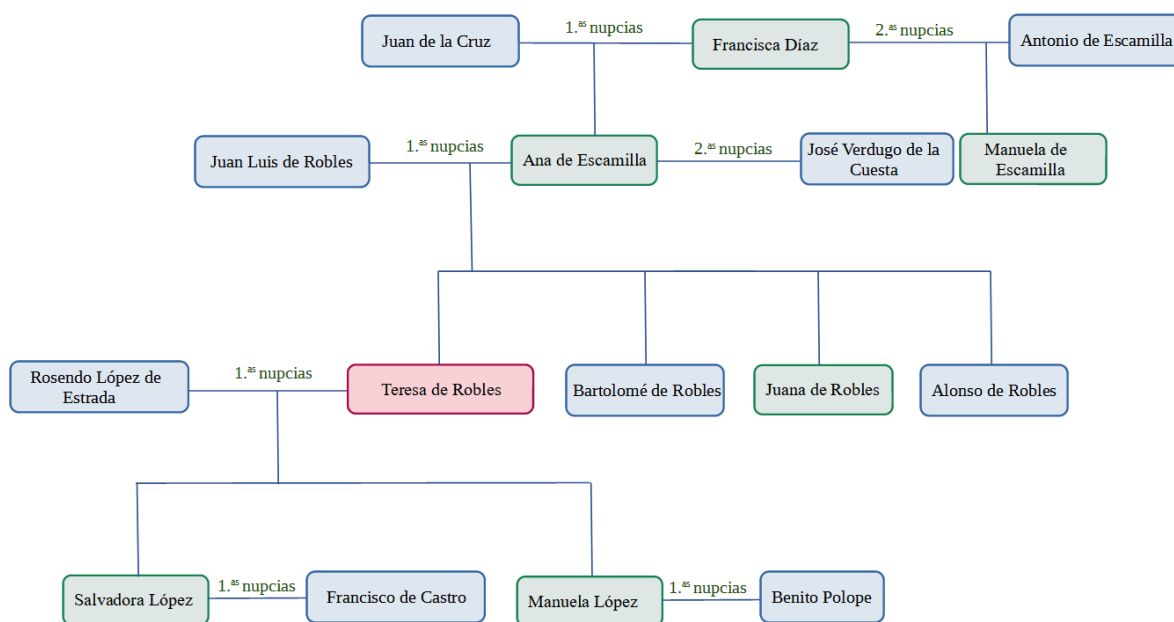 1.ᵃˢ nupcias
2.ᵃˢ nupcias
Juan de la Cruz
Francisca Díaz
Antonio de Escamilla
1.ᵃˢ nupcias
2.ᵃˢ nupcias
Juan Luis de Robles
Ana de Escamilla
José Verdugo de la
Cuesta
Manuela de
Escamilla
1.ᵃˢ nupcias
Rosendo López de
Estrada
Teresa de Robles
Bartolomé de Robles
Juana de Robles
Alonso de Robles
1.ᵃˢ nupcias
1.ᵃˢ nupcias
Salvadora López
Francisco de Castro
Manuela López
Benito Polope